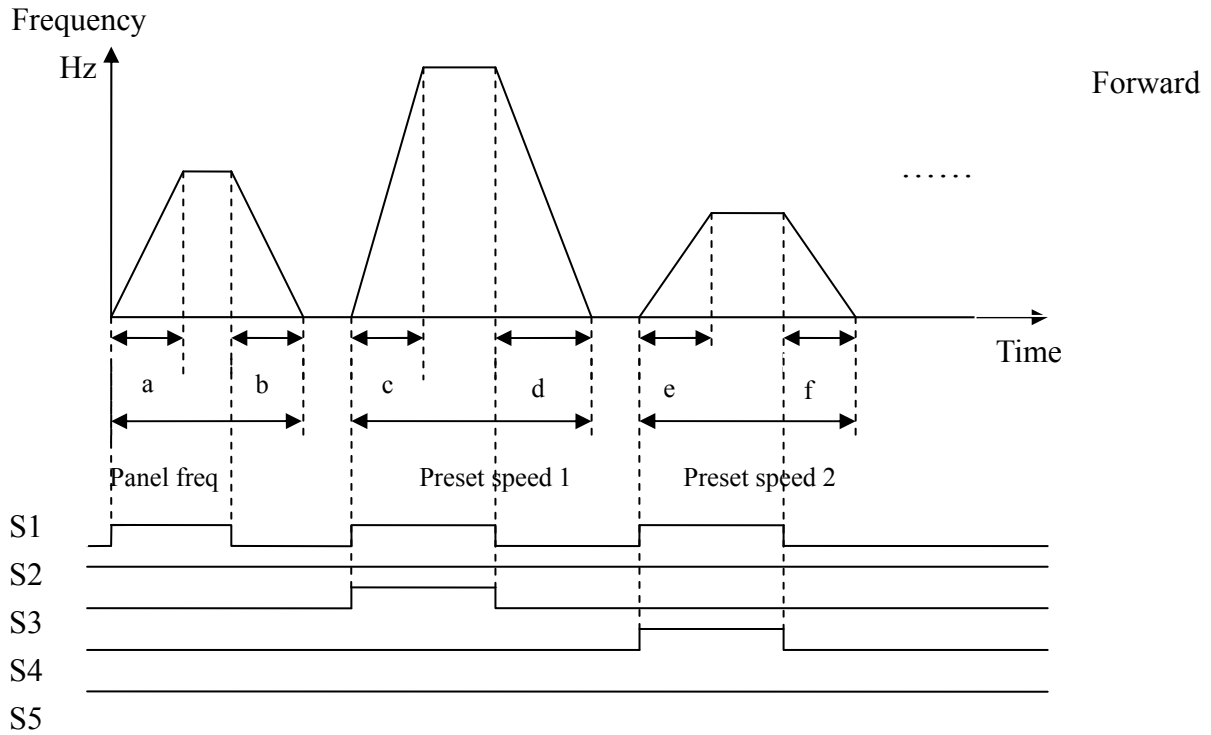 Frequency
Hz
Forward
......
Time
a b c d e f
Panel freq Preset speed 1 Preset speed 2
S1
S2
S3
S4
S5